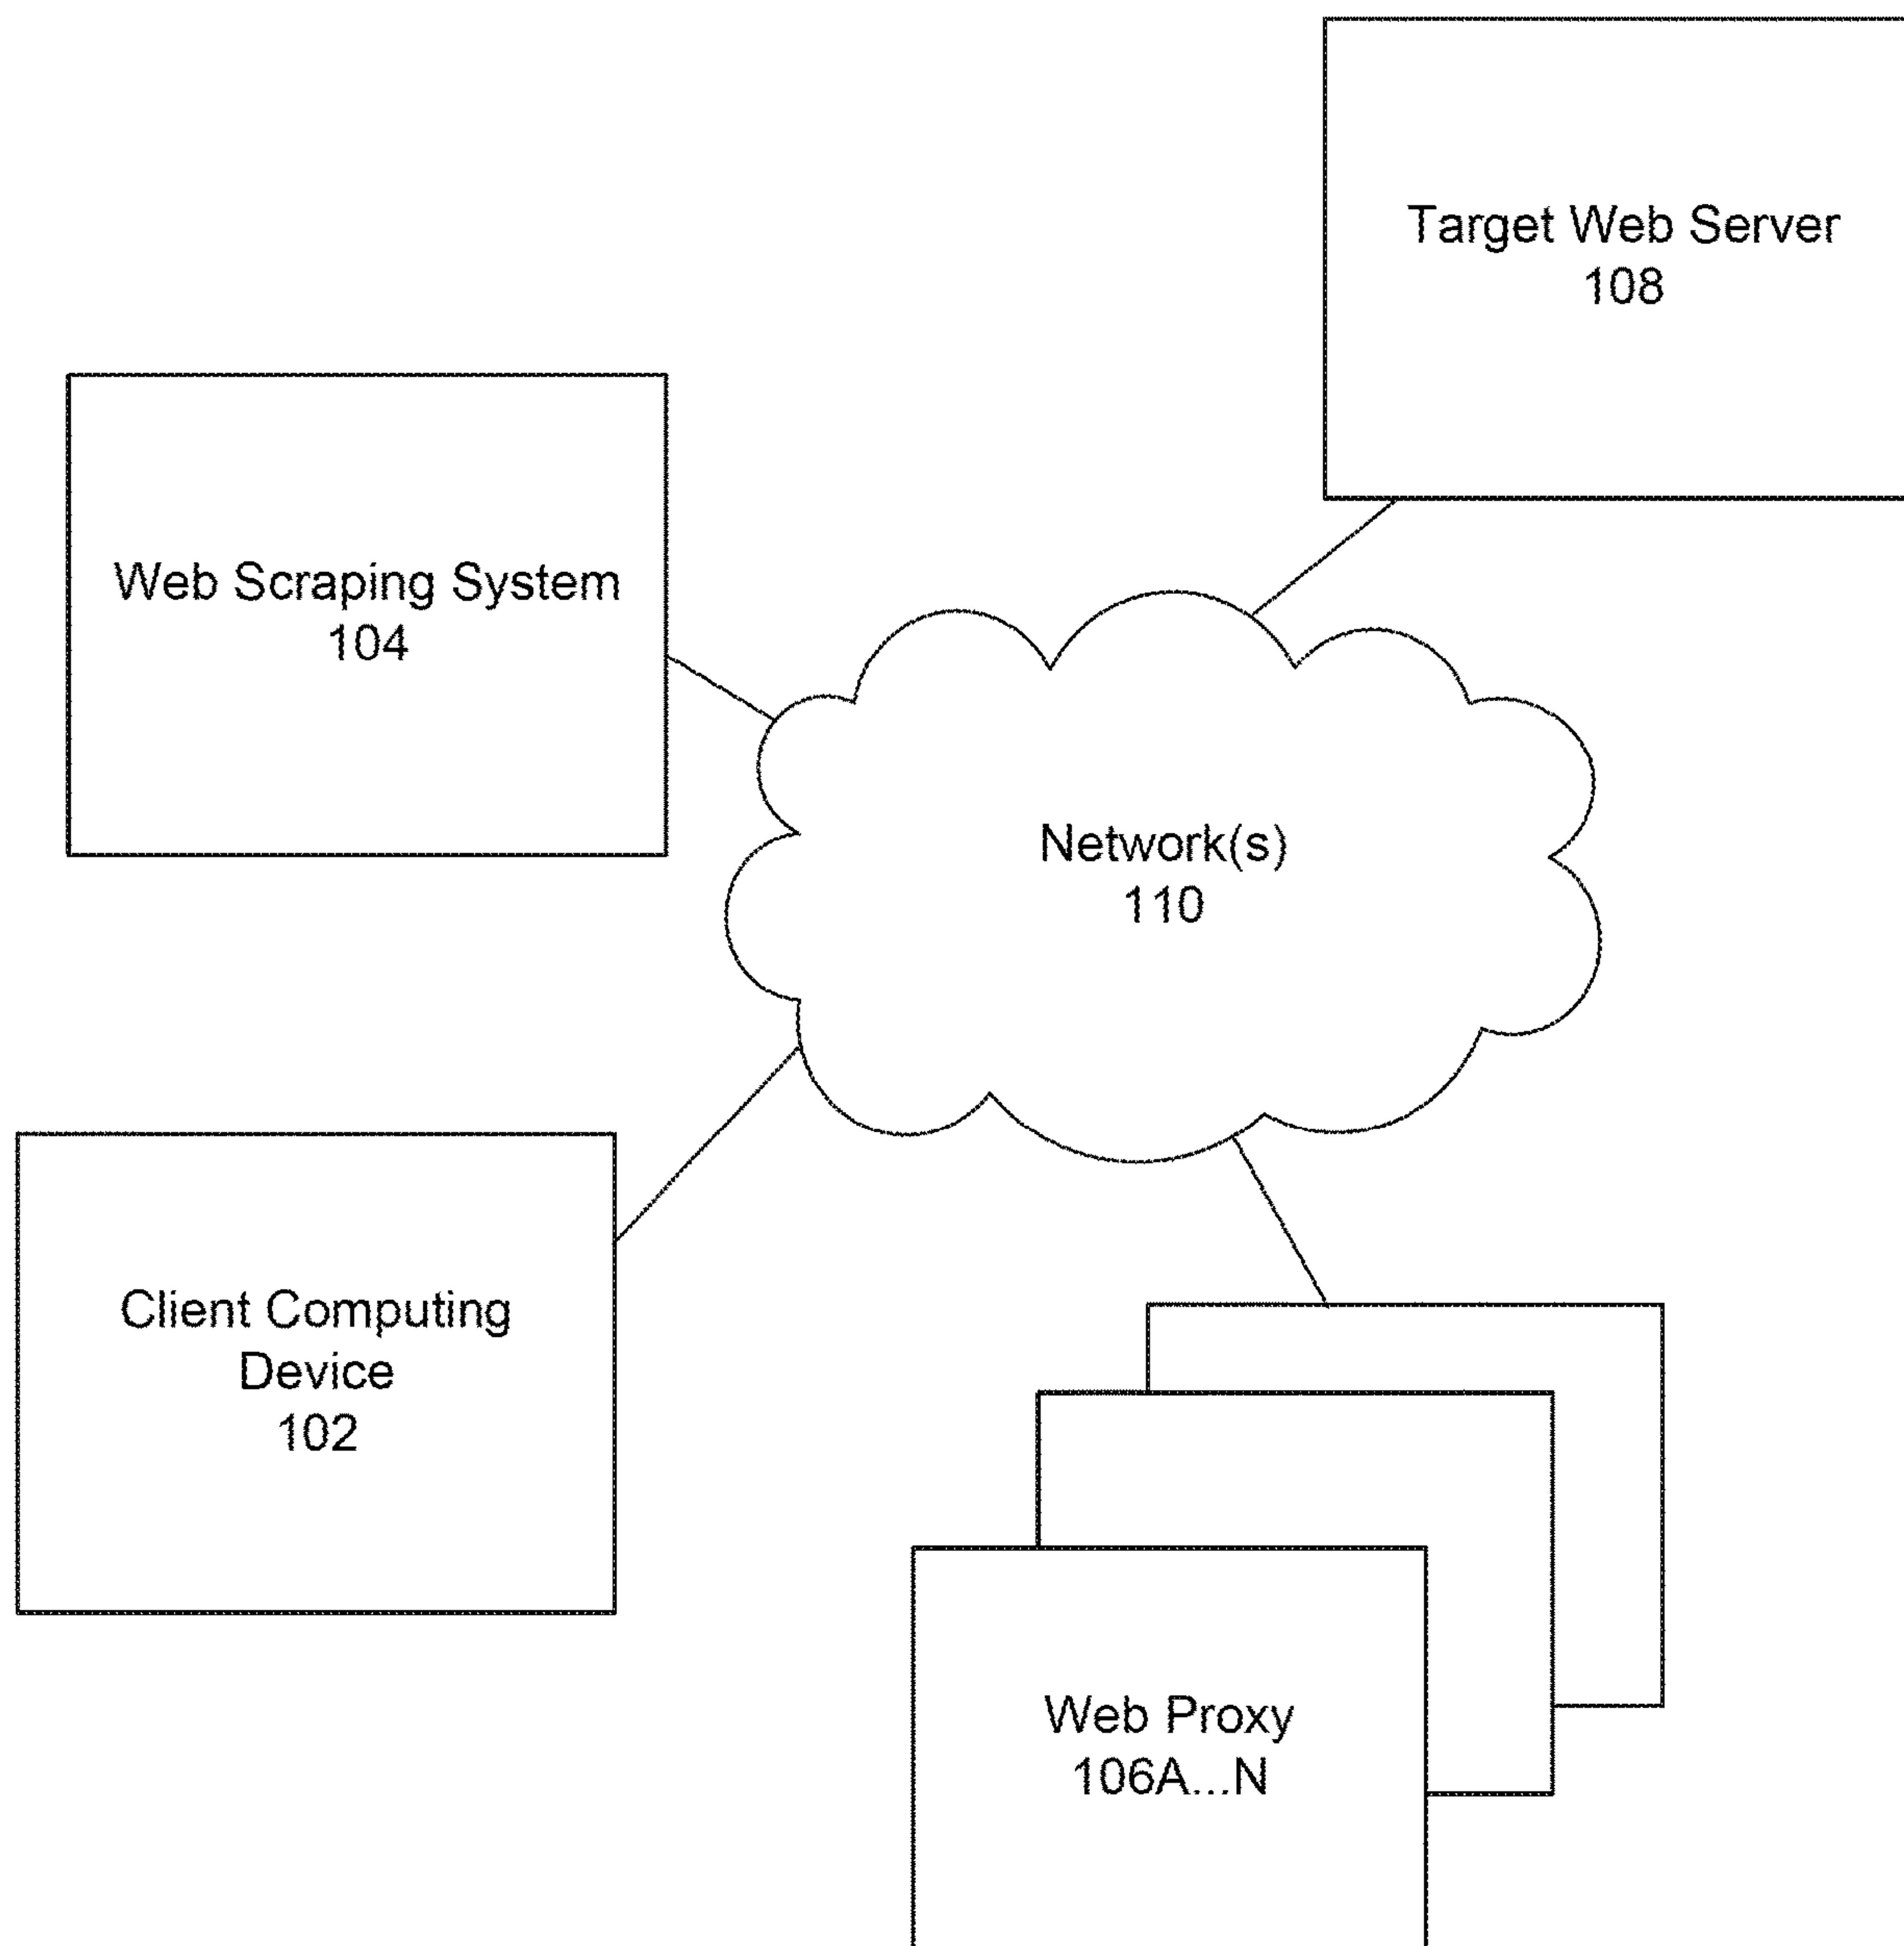 Target Web Server
108
Web Scraping System
104
Network(s)
110
Client Computing
Device
102
Web Proxy
106A...N